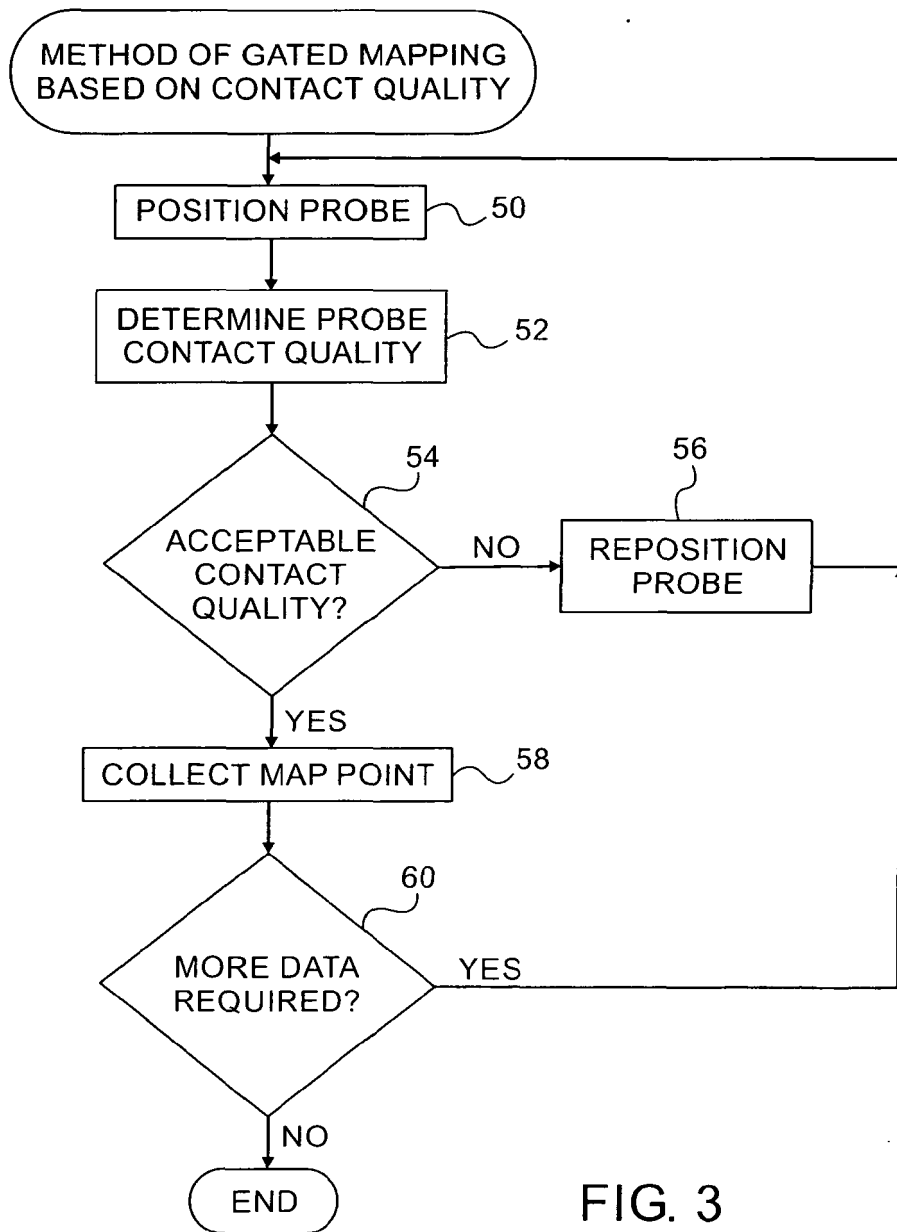 METHOD OF GATED MAPPING
BASED ON CONTACT QUALITY
POSITION PROBE
50
DETERMINE PROBE
CONTACT QUALITY
52
54
ACCEPTABLE
CONTACT
QUALITY?
NO
56
REPOSITION
PROBE
YES
COLLECT MAP POINT
58
60
MORE DATA
REQUIRED?
YES
NO
END
FIG. 3